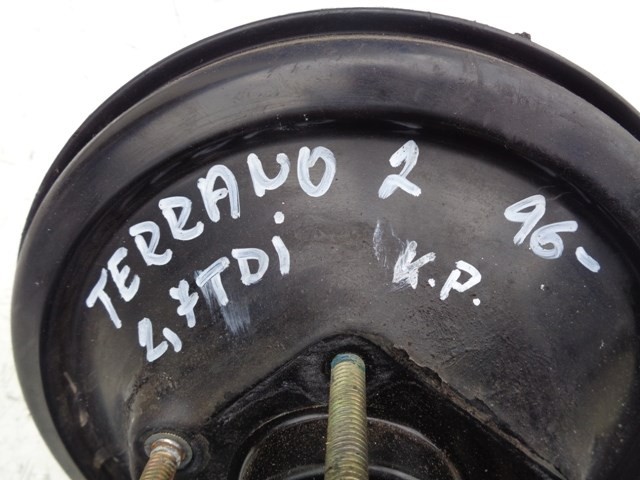 TERRANO 2 96-
2,7TDi K.P.